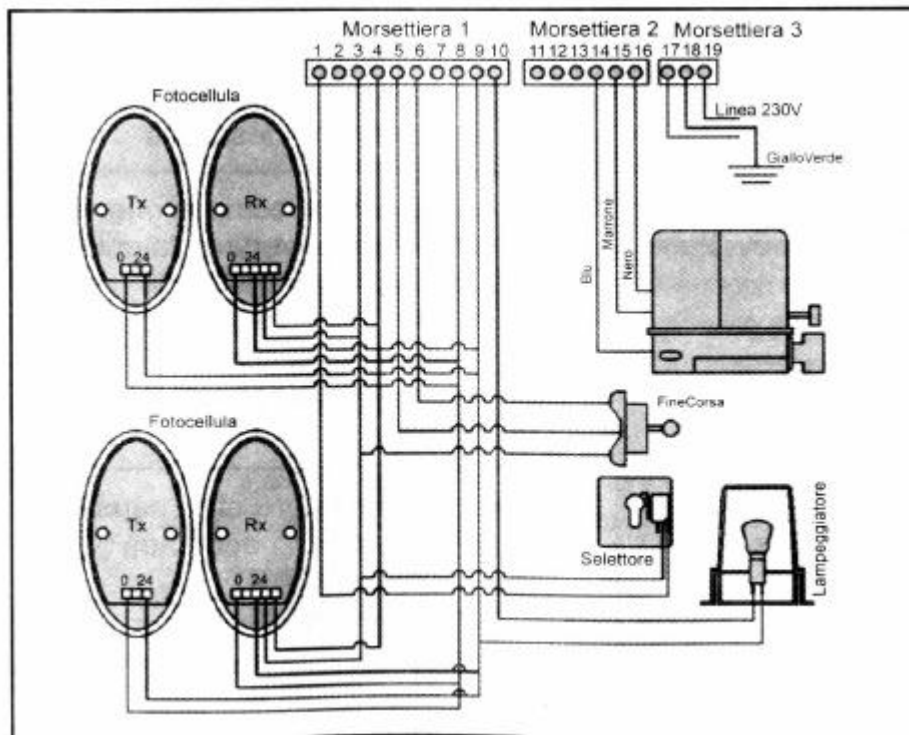 Morsettiera 1
Morsettiera 2
Morsettiera 3
1 2 3 4 5 6 7 8 9 10
11 12 13 14 15 16
17 18 19
Fotocellula
Linea 230V
GialloVerde
Tx
Rx
0 24
0 24
Blu
Marrone
Nero
FineCorsa
Fotocellula
Tx
Rx
0 24
0 24
Selettore
Lampeggiatore